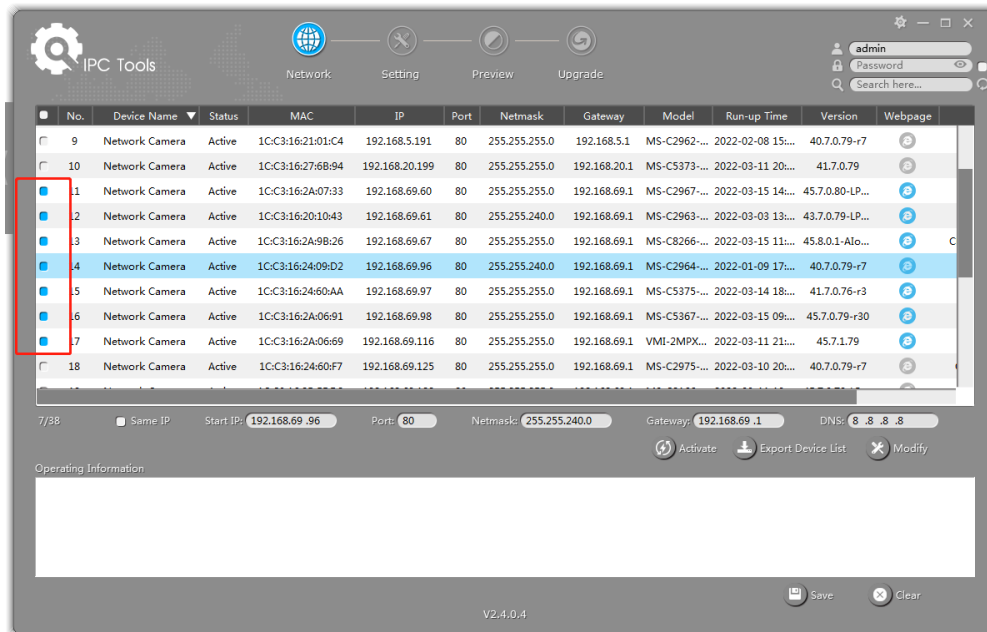 IPC Tools
Network Setting Preview Upgrade
admin
Password
Search here...
No. Device Name Status MAC IP Port Netmask Gateway Model Run-up Time Version Webpage
9 Network Camera Active 1C:C3:16:21:01:C4 192.168.5.191 80 255.255.255.0 192.168.5.1 MS-C2962-... 2022-02-08 15:... 40.7.0.79-r7
10 Network Camera Active 1C:C3:16:27:6B:94 192.168.20.199 80 255.255.255.0 192.168.20.1 MS-C5373-... 2022-03-11 20:... 41.7.0.79
11 Network Camera Active 1C:C3:16:2A:07:33 192.168.69.60 80 255.255.255.0 192.168.69.1 MS-C2967-... 2022-03-15 14:... 45.7.0.80-LP...
12 Network Camera Active 1C:C3:16:20:10:43 192.168.69.61 80 255.255.240.0 192.168.69.1 MS-C2963-... 2022-03-03 13:... 43.7.0.79-LP...
13 Network Camera Active 1C:C3:16:2A:9B:26 192.168.69.67 80 255.255.255.0 192.168.69.1 MS-C8266-... 2022-03-15 11:... 45.8.0.1-AIo... C
14 Network Camera Active 1C:C3:16:24:09:D2 192.168.69.96 80 255.255.240.0 192.168.69.1 MS-C2964-... 2022-01-09 17:... 40.7.0.79-r7
15 Network Camera Active 1C:C3:16:24:60:AA 192.168.69.97 80 255.255.255.0 192.168.69.1 MS-C5375-... 2022-03-14 18:... 41.7.0.76-r3
16 Network Camera Active 1C:C3:16:2A:06:91 192.168.69.98 80 255.255.255.0 192.168.69.1 MS-C5367-... 2022-03-15 09:... 45.7.0.79-r30
17 Network Camera Active 1C:C3:16:2A:06:69 192.168.69.116 80 255.255.255.0 192.168.69.1 VMI-2MPX... 2022-03-11 21:... 45.7.1.79
18 Network Camera Active 1C:C3:16:24:60:F7 192.168.69.125 80 255.255.255.0 192.168.69.1 MS-C2975-... 2022-03-10 20:... 40.7.0.79-r7
7/38 Same IP Start IP: 192.168.69 .96 Port: 80 Netmask: 255.255.240.0 Gateway: 192.168.69 .1 DNS: 8 .8 .8 .8
Activate Export Device List Modify
Operating Information
Save Clear
V2.4.0.4